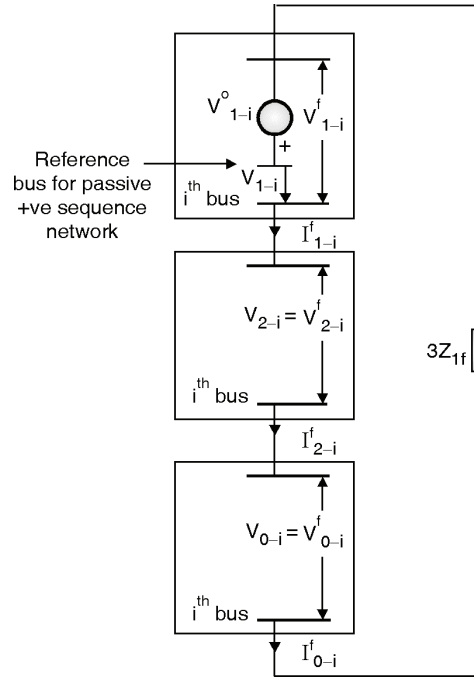 V°₁₋ᵢ
Vᶠ₁₋ᵢ
+
Reference
bus for passive
+ve sequence
network
V₁₋ᵢ
iᵗʰ bus
Iᶠ₁₋ᵢ
V₂₋ᵢ = Vᶠ₂₋ᵢ
3Z₁f
iᵗʰ bus
Iᶠ₂₋ᵢ
V₀₋ᵢ = Vᶠ₀₋ᵢ
iᵗʰ bus
Iᶠ₀₋ᵢ